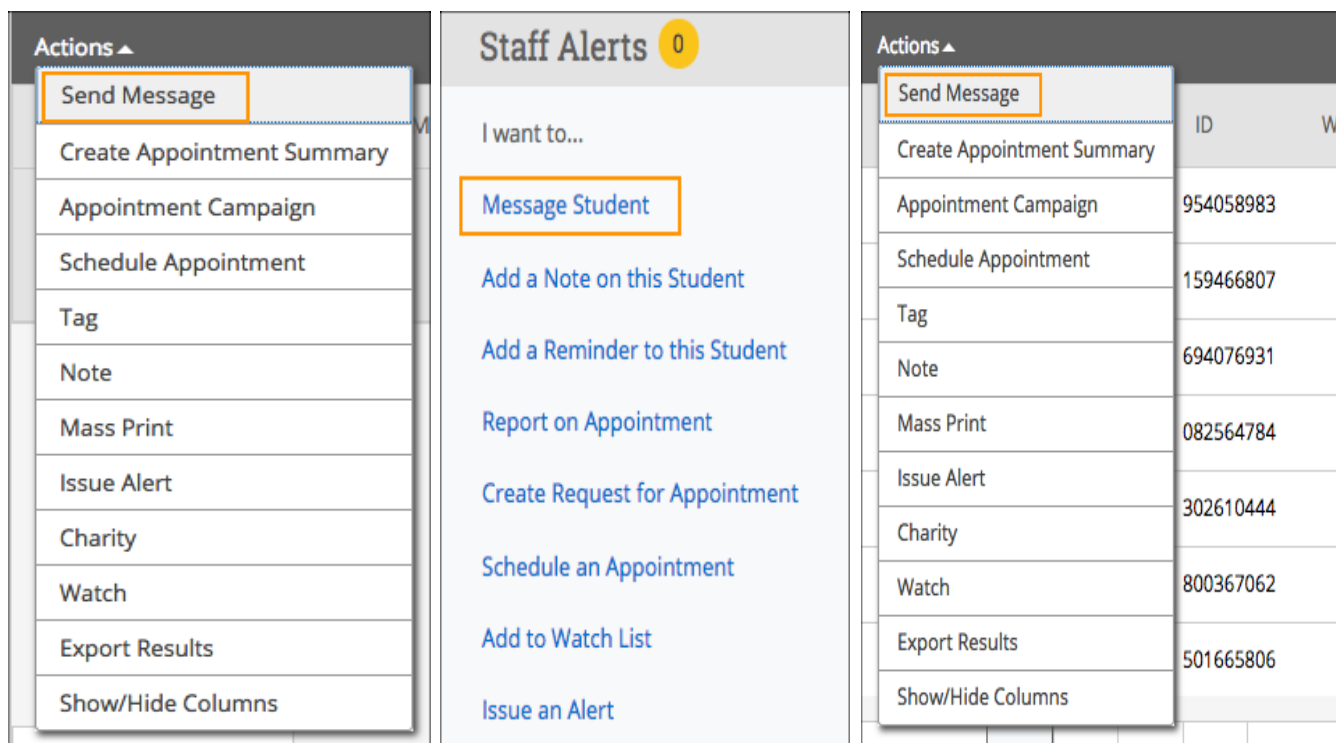 Actions
Send Message
M
Create Appointment Summary
Appointment Campaign
Schedule Appointment
Tag
Note
Mass Print
Issue Alert
Charity
Watch
Export Results
Show/Hide Columns
Staff Alerts 0
I want to...
Message Student
Add a Note on this Student
Add a Reminder to this Student
Report on Appointment
Create Request for Appointment
Schedule an Appointment
Add to Watch List
Issue an Alert
Actions
Send Message
ID W
Create Appointment Summary
Appointment Campaign 954058983
Schedule Appointment
159466807
Tag
Note 694076931
Mass Print 082564784
Issue Alert
302610444
Charity
Watch 800367062
Export Results
501665806
Show/Hide Columns